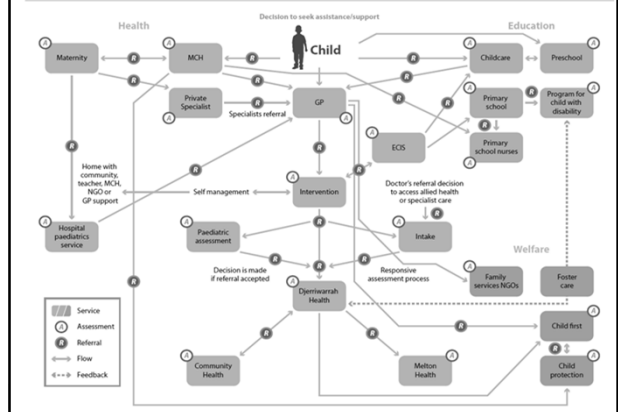 Decision to seek assistance/support
Health
Education
Child
A
Maternity
R
A
MCH
R
R
A
Childcare
A
Preschool
R
R
R
R
Private
Specialist
A
R
Specialists referral
GP
A
R
R
A
Primary
school
R
Program for
child with
disability
A
R
Primary
school nurses
A
A
ECIS
R
R
Home with
community,
teacher, MCH,
NGO or
GP support
R
Self management
A
Intervention
R
Doctor's referral decision
to access allied health
or specialist care
R
A
Hospital
paediatrics
service
A
Paediatric
assessment
R
A
Intake
Welfare
R
R
R
Decision is made
if referral accepted
Responsive
assessment process
A
Family
services NGOs
Foster
care
R
A
Djerriwarrah
Health
Service
A
Assessment
R
Referral
Flow
Feedback
R
R
R
Child first
A
R
A
Community
Health
Melton
Health
A
Child
protection
A